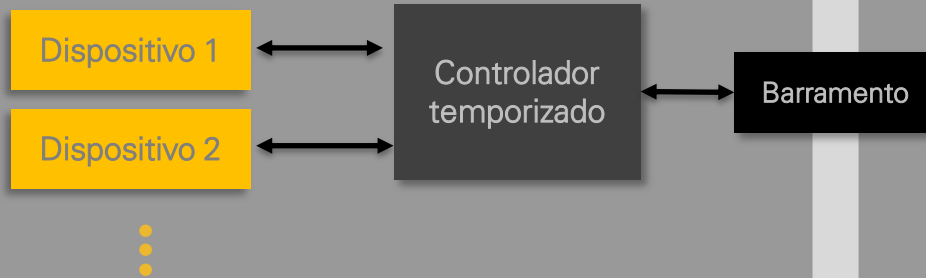 Dispositivo 1
Controlador
temporizado
Barramento
Dispositivo 2